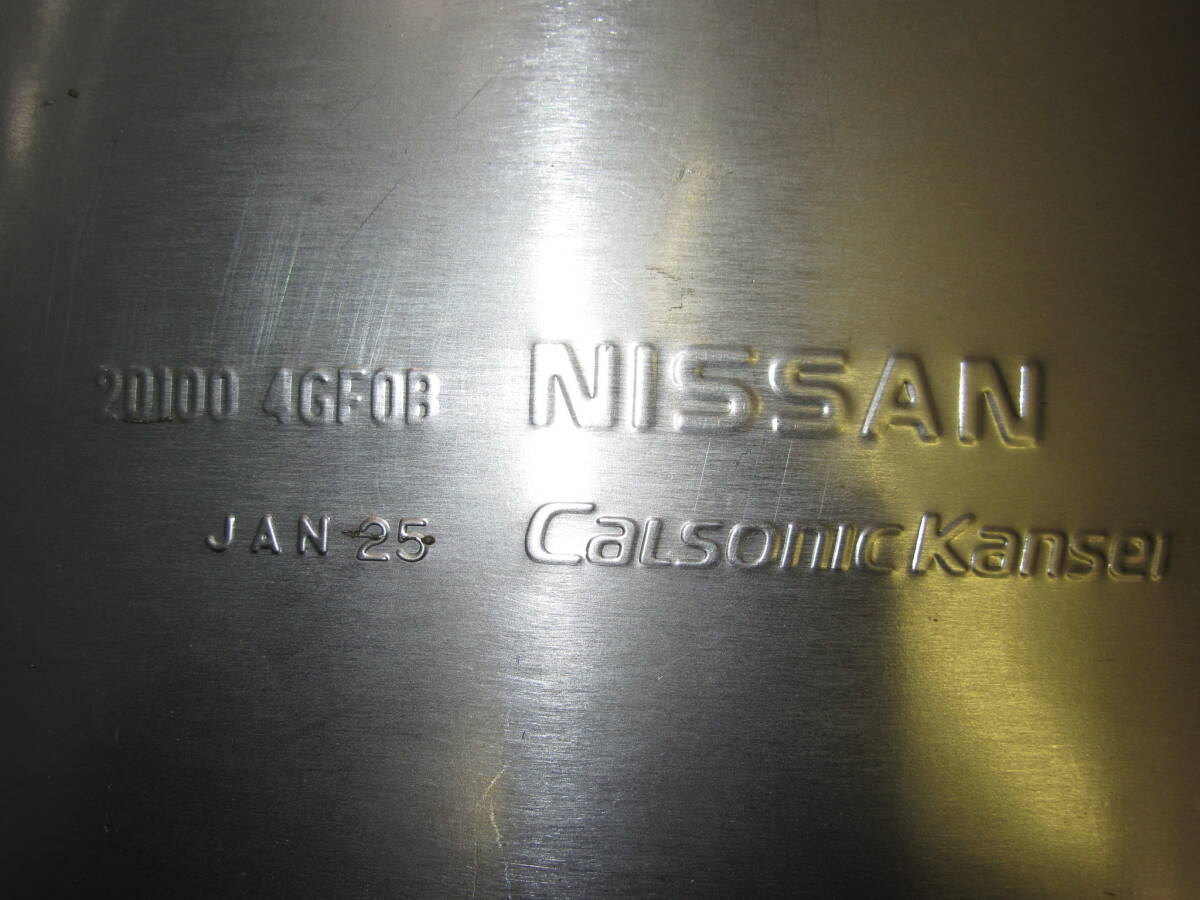 20100 4GF0B NISSAN
JAN 25 CalsonicKansei